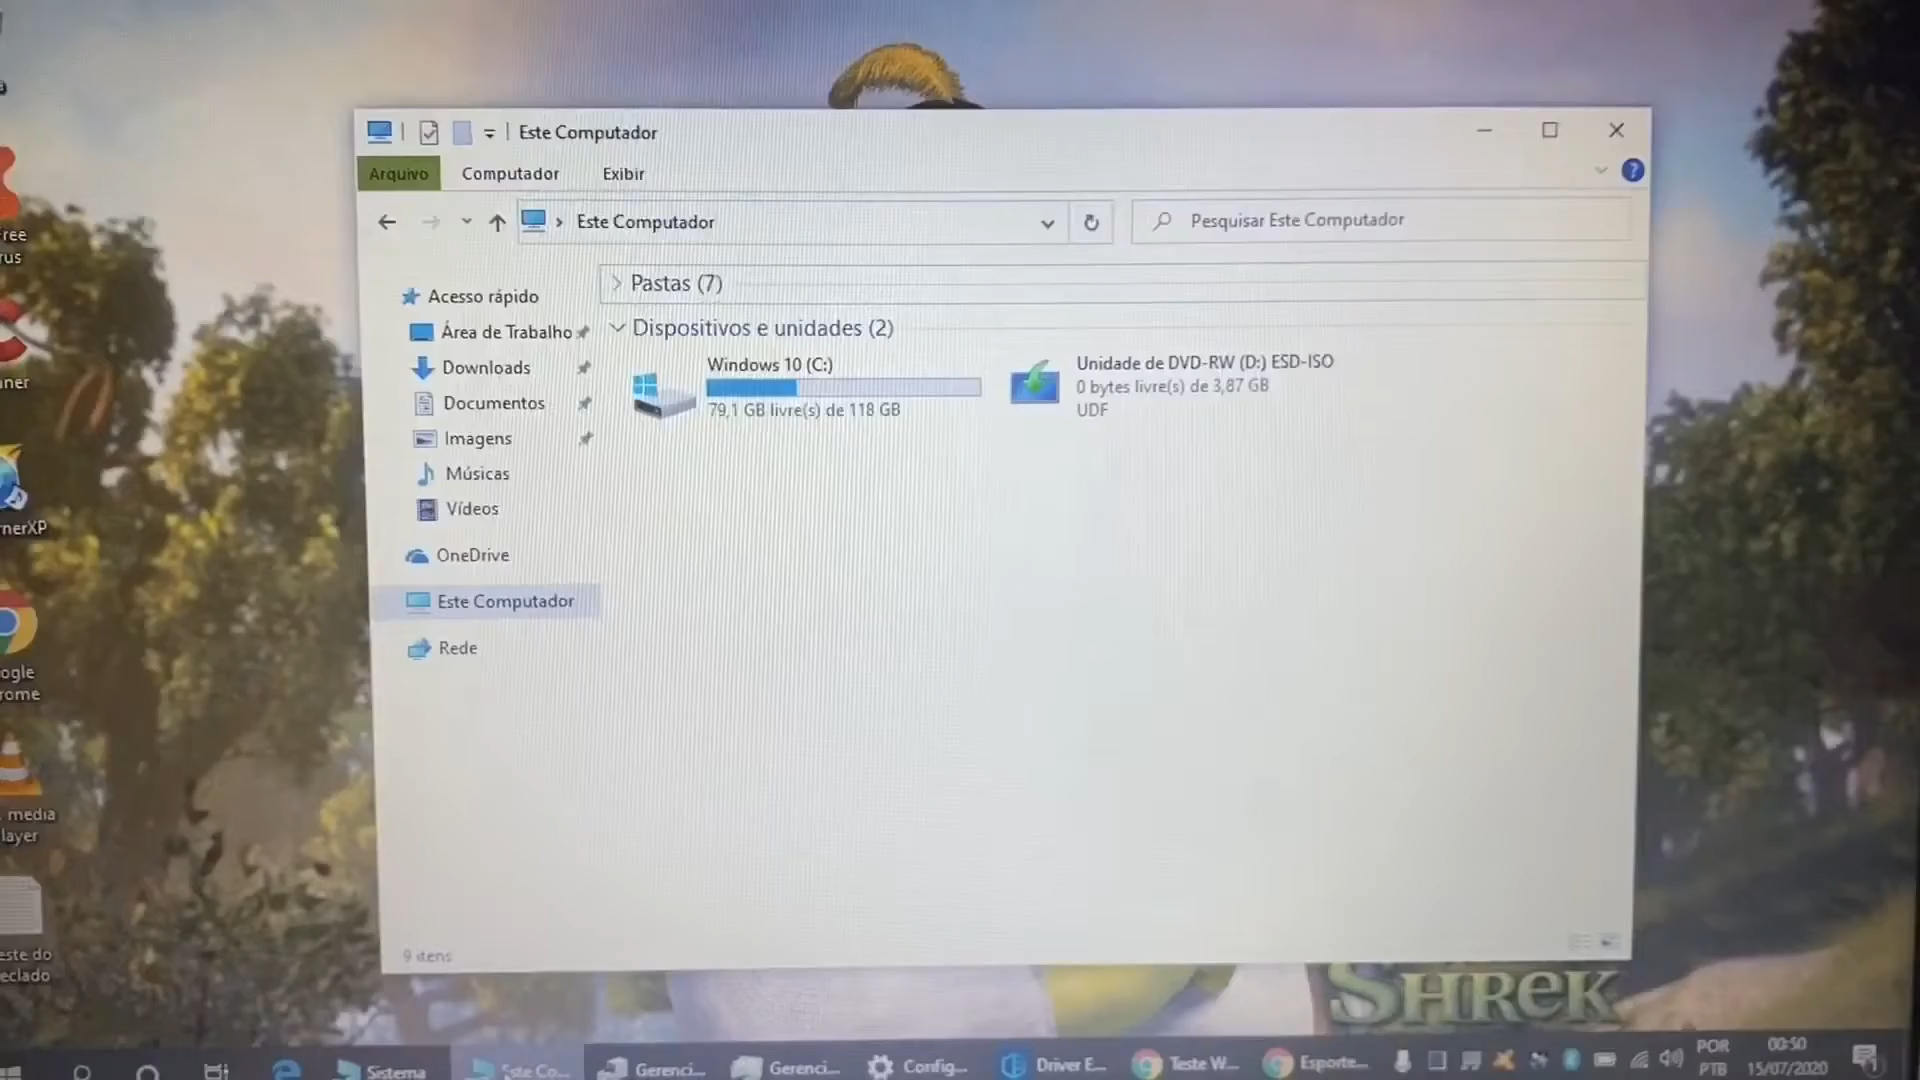 Este Computador
Arquivo
Computador
Exibir
?
Este Computador
Pesquisar Este Computador
Pastas (7)
Dispositivos e unidades (2)
Windows 10 (C:)
79,1 GB livre(s) de 118 GB
Unidade de DVD-RW (D:) ESD-ISO
0 bytes livre(s) de 3,87 GB
UDF
Acesso rápido
Área de Trabalho
Downloads
Documentos
Imagens
Músicas
Vídeos
OneDrive
Este Computador
Rede
9 itens
ree
rus
ner
nerXP
ogle
rome
media
layer
este do
eclado
SHREK
Sistema
Este Co...
Gerenci...
Gerenci...
Config...
Driver E...
Teste W...
Esporte...
POR
PTB
00:50
15/07/2020